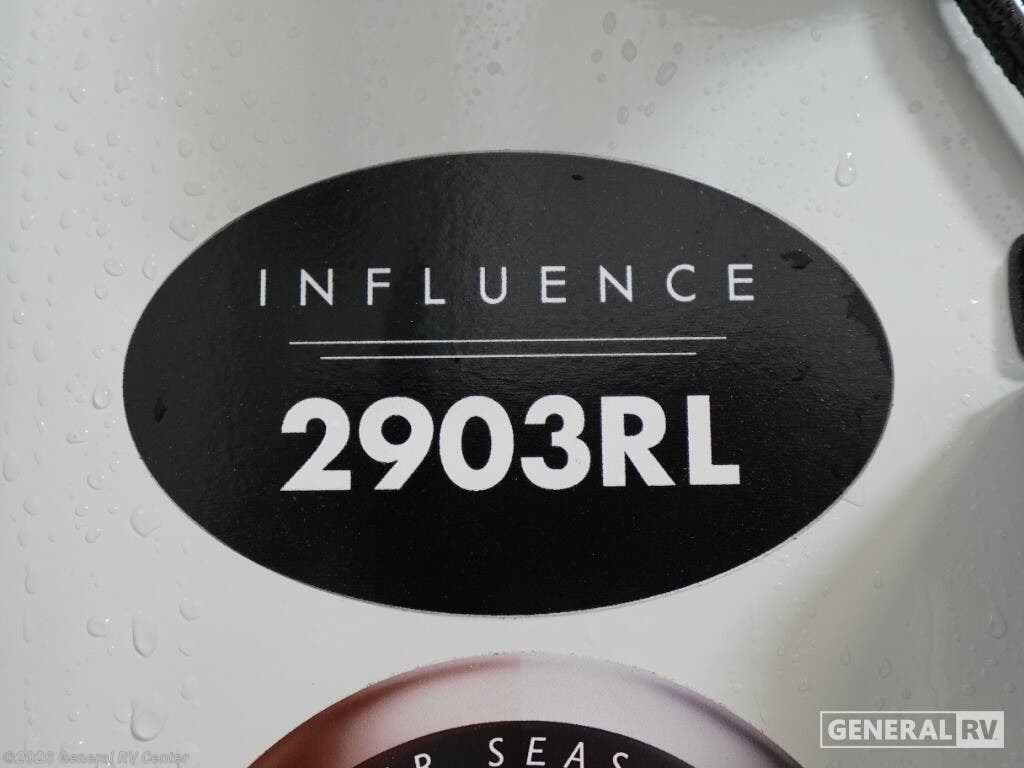 INFLUENCE
2903RL
R SEAS
GENERAL RV
©2026 General RV Center